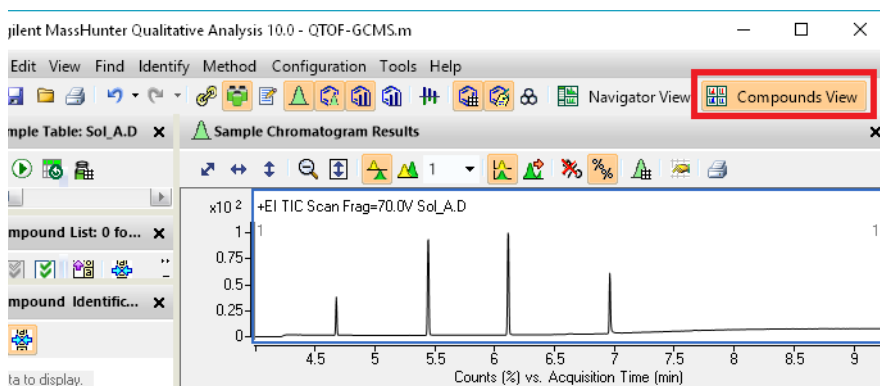 gilent MassHunter Qualitative Analysis 10.0 - QTOF-GCMS.m
Edit View Find Identify Method Configuration Tools Help
Navigator View Compounds View
mple Table: Sol_A.D X Sample Chromatogram Results
1
x10 2 +EI TIC Scan Frag=70.0V Sol_A.D
1 1 1
mpound List: 0 fo... X
0.75
0.5
0.25
mpound Identific... X
0
4.5 5 5.5 6 6.5 7 7.5 8 8.5 9
Counts (%) vs. Acquisition Time (min)
ta to display.